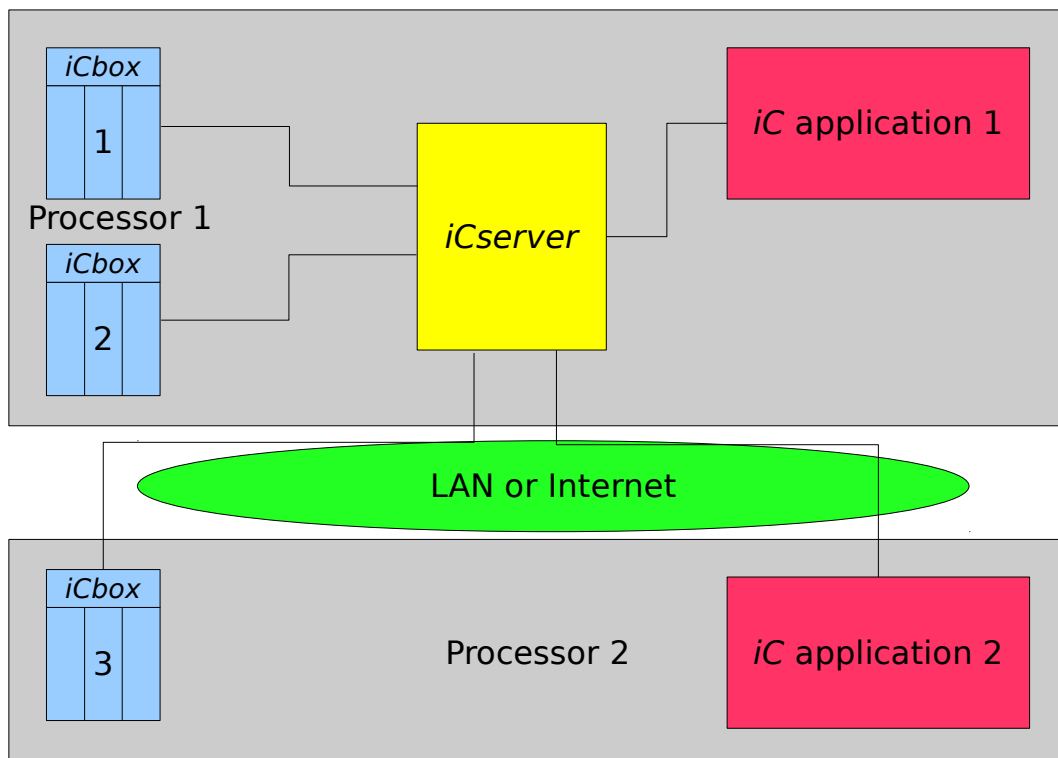 iCbox
1
Processor 1
iCbox
2
iCserver
iC application 1
LAN or Internet
iCbox
3
Processor 2
iC application 2